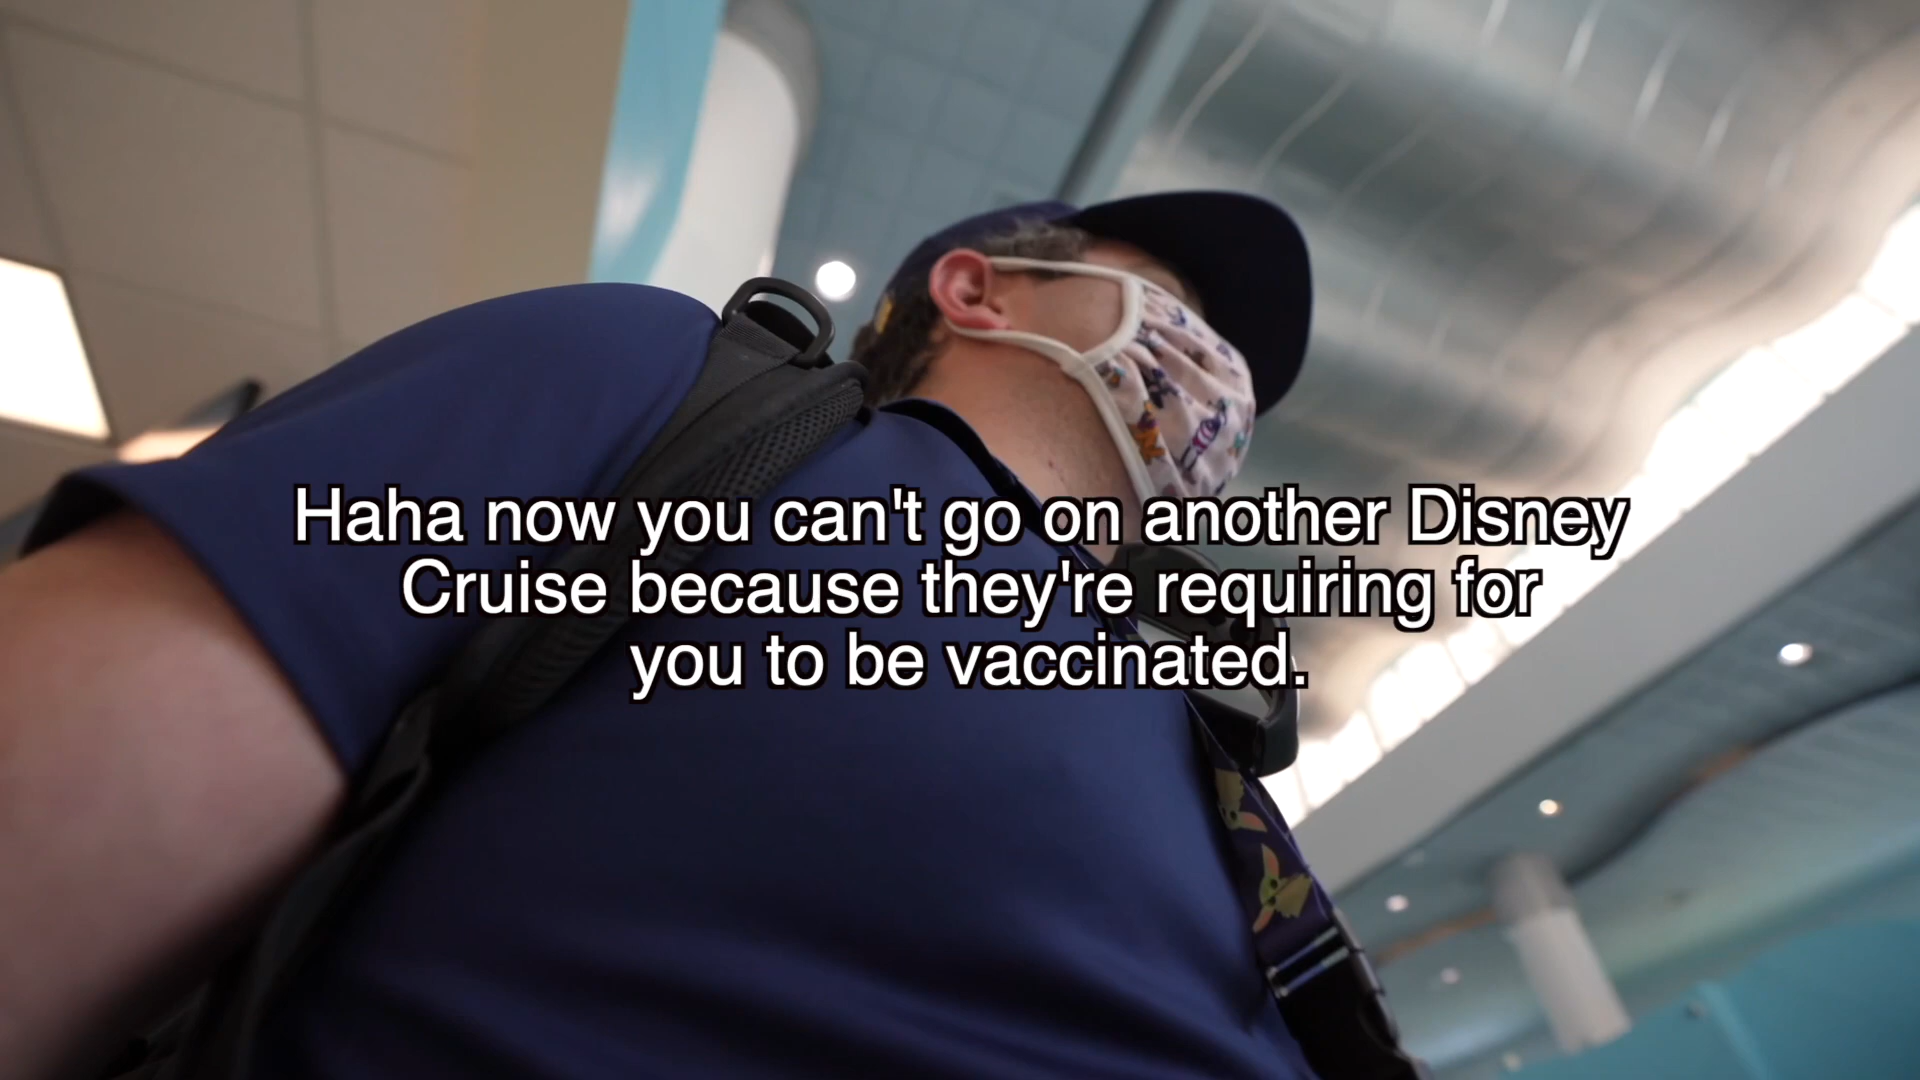 Haha now you can't go on another Disney
Cruise because they're requiring for
you to be vaccinated.